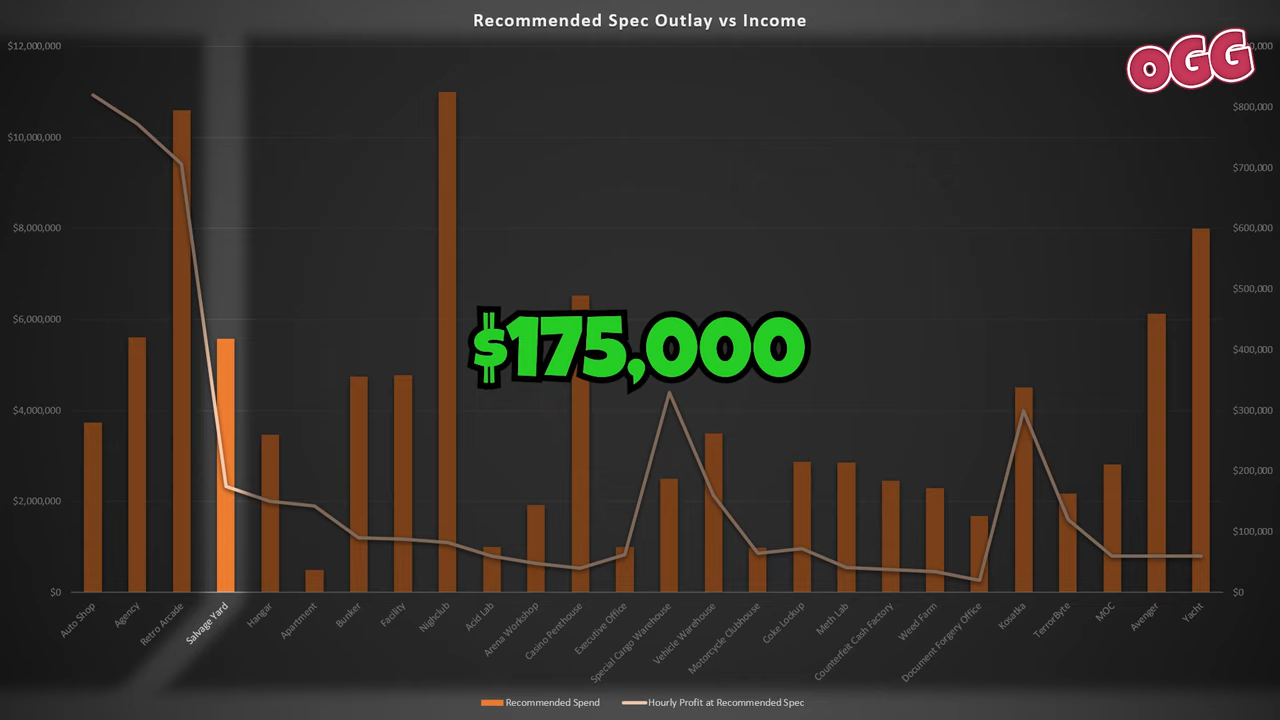 Recommended Spec Outlay vs Income
OGG
$12,000,000
$10,000,000
$8,000,000
$6,000,000
$4,000,000
$2,000,000
$0
$800,000
$700,000
$600,000
$500,000
$400,000
$300,000
$200,000
$100,000
$0
$175,000
Auto Shop
Agency
Retro Arcade
Salvage Yard
Hangar
Apartment
Bunker
Facility
Nightclub
Acid Lab
Arena Workshop
Casino Penthouse
Executive Office
Special Cargo Warehouse
Vehicle Warehouse
Motorcycle Clubhouse
Coke Lockup
Meth Lab
Counterfeit Cash Factory
Weed Farm
Document Forgery Office
Kosatka
TerrorByte
MOC
Avenger
Yacht
Recommended Spend
Hourly Profit at Recommended Spec